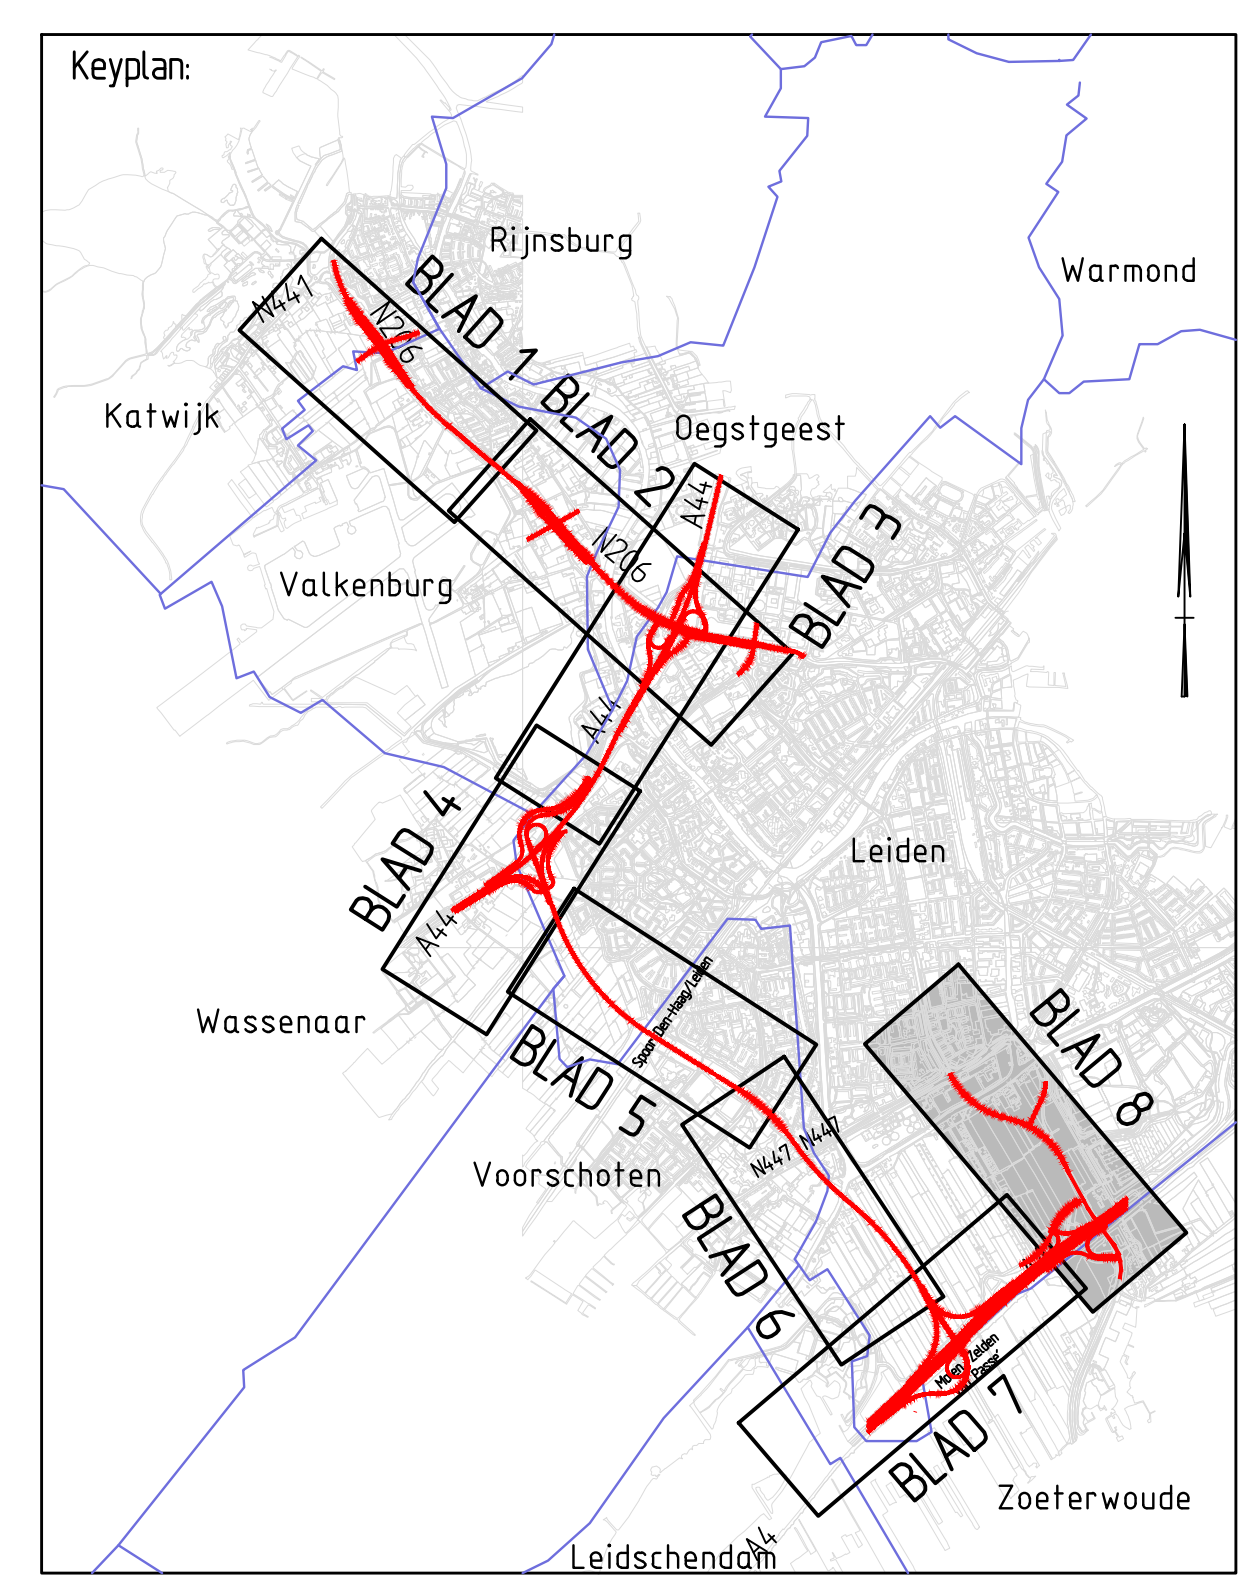 Keyplan:
Rijnsburg
Warmond
N441
BLAD 1
N206
Katwijk
BLAD 2
Oegstgeest
A44
BLAD 3
N206
Valkenburg
A44
BLAD 4
Leiden
A44
Spoor Den-Haag/Leiden
Wassenaar
BLAD 5
BLAD 8
N447
N447
Voorschoten
BLAD 6
Molen 'Zelden
Passe'
BLAD 7
Zoeterwoude
A4
Leidschendam